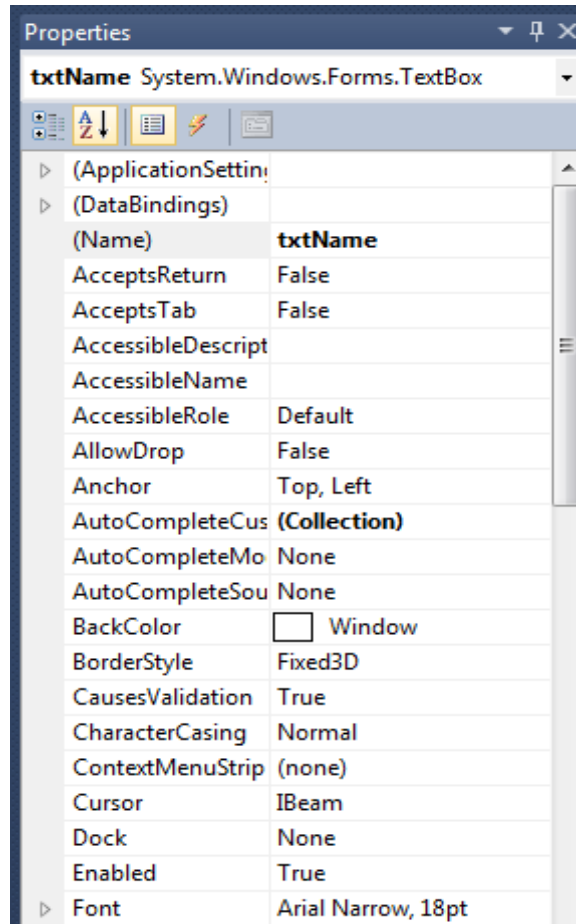 Properties
txtName System.Windows.Forms.TextBox
(ApplicationSetting
(DataBindings)
(Name) txtName
AcceptsReturn False
AcceptsTab False
AccessibleDescript
AccessibleName
AccessibleRole Default
AllowDrop False
Anchor Top, Left
AutoCompleteCus (Collection)
AutoCompleteMo None
AutoCompleteSou None
BackColor Window
BorderStyle Fixed3D
CausesValidation True
CharacterCasing Normal
ContextMenuStrip (none)
Cursor IBeam
Dock None
Enabled True
Font Arial Narrow, 18pt